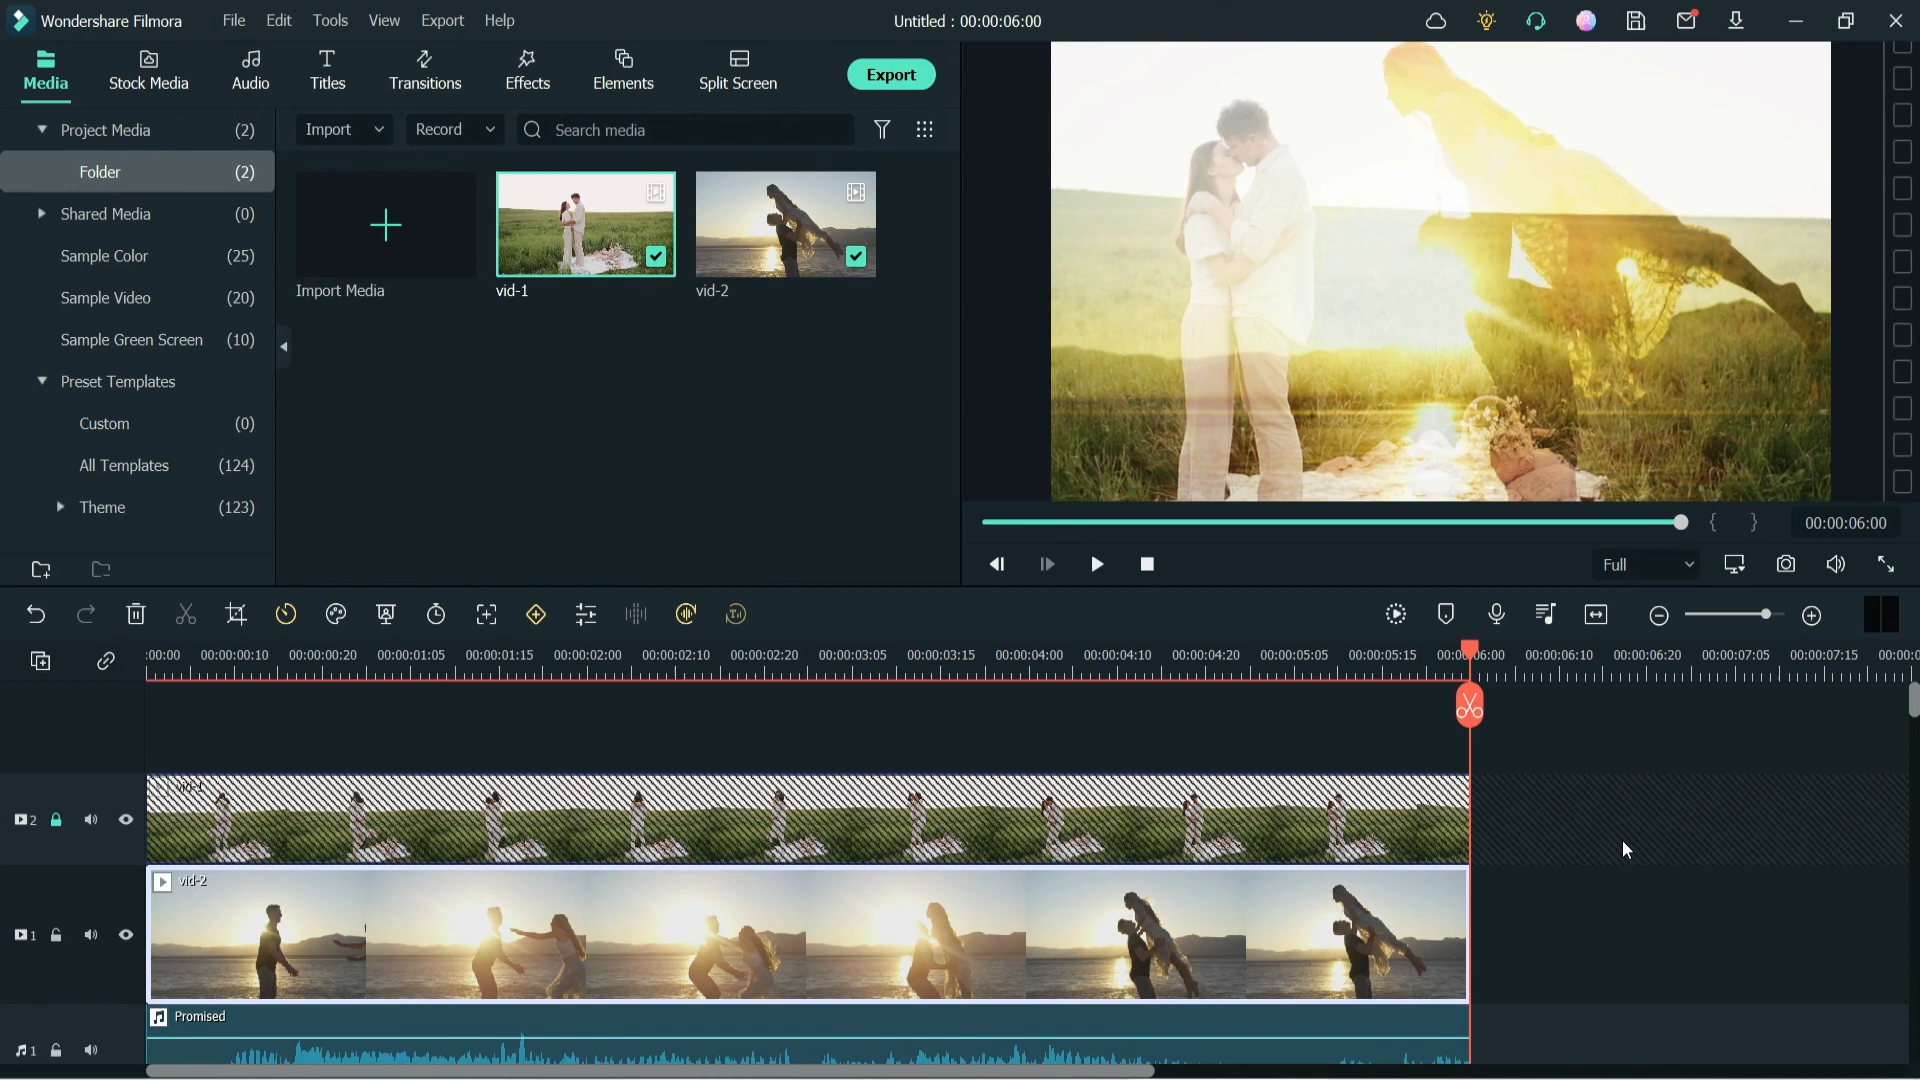 Wondershare Filmora File Edit Tools View Export Help Untitled : 00:00:06:00
Media Stock Media Audio Titles Transitions Effects Elements Split Screen Export
Project Media (2)
Folder (2)
Shared Media (0)
Sample Color (25)
Sample Video (20)
Sample Green Screen (10)
Preset Templates
Custom (0)
All Templates (124)
Theme (123)
Import Record Search media
Import Media vid-1 vid-2
00:00:06:00
Full
:00:00 00:00:00:10 00:00:00:20 00:00:01:05 00:00:01:15 00:00:02:00 00:00:02:10 00:00:02:20 00:00:03:05 00:00:03:15 00:00:04:00 00:00:04:10 00:00:04:20 00:00:05:05 00:00:05:15 00:00:06:00 00:00:06:10 00:00:06:20 00:00:07:05 00:00:07:15 00:00:0
vid-1
2
vid-2
1
Promised
1